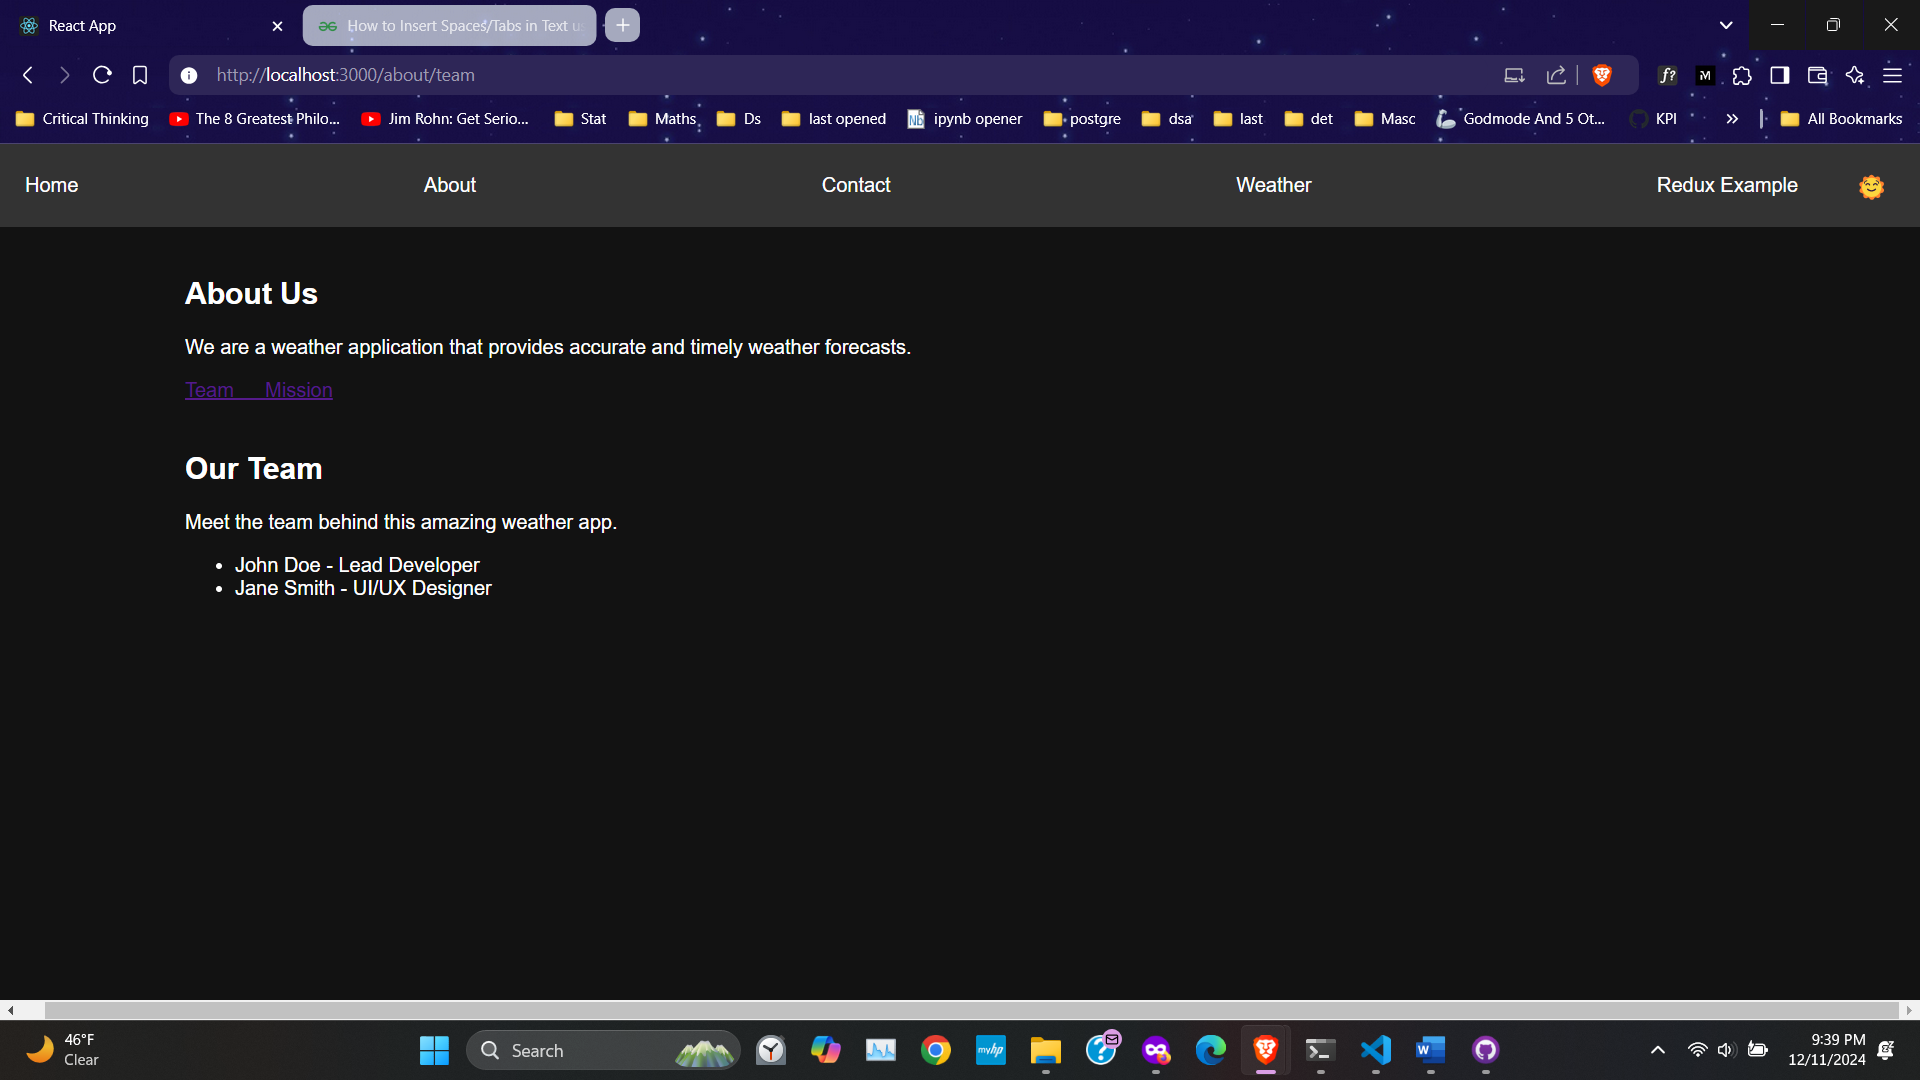 React App
How to Insert Spaces/Tabs in Text u
http://localhost:3000/about/team
f?
M
Critical Thinking
The 8 Greatest Philo...
Jim Rohn: Get Serio...
Stat
Maths
Ds
last opened
Nb
ipynb opener
postgre
dsa
last
det
Masc
Godmode And 5 Ot...
KPI
All Bookmarks
Home
About
Contact
Weather
Redux Example
About Us
We are a weather application that provides accurate and timely weather forecasts.
Team Mission
Our Team
Meet the team behind this amazing weather app.
• John Doe - Lead Developer
• Jane Smith - UI/UX Designer
46°F
Clear
Search
myhp
W
9:39 PM
12/11/2024